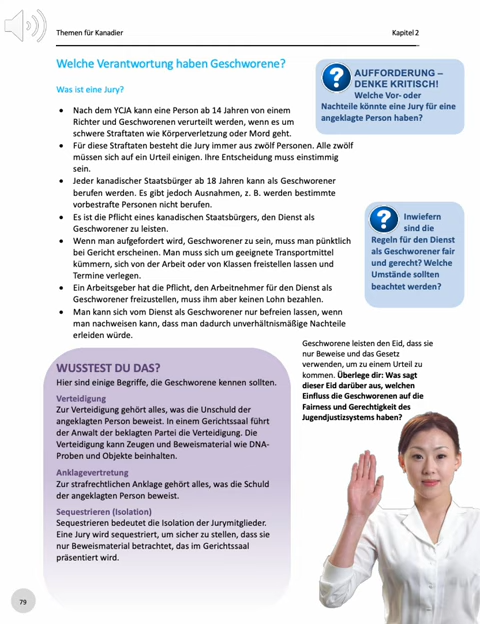 Themen für Kanadier
Kapitel 2
Welche Verantwortung haben Geschworene?
Was ist eine Jury?
• Nach dem YCJA kann eine Person ab 14 Jahren von einem
Richter und Geschworenen verurteilt werden, wenn es um
schwere Straftaten wie Körperverletzung oder Mord geht.
• Für diese Straftaten besteht die Jury immer aus zwölf Personen. Alle zwölf
müssen sich auf ein Urteil einigen. Ihre Entscheidung muss einstimmig
sein.
• Jeder kanadischer Staatsbürger ab 18 Jahren kann als Geschworener
berufen werden. Es gibt jedoch Ausnahmen, z. B. werden bestimmte
vorbestrafte Personen nicht berufen.
• Es ist die Pflicht eines kanadischen Staatsbürgers, den Dienst als
Geschworener zu leisten.
• Wenn man aufgefordert wird, Geschworener zu sein, muss man pünktlich
bei Gericht erscheinen. Man muss sich um geeignete Transportmittel
kümmern, sich von der Arbeit oder von Klassen freistellen lassen und
Termine verlegen.
• Ein Arbeitgeber hat die Pflicht, den Arbeitnehmer für den Dienst als
Geschworener freizustellen, muss ihm aber keinen Lohn bezahlen.
• Man kann sich vom Dienst als Geschworener nur befreien lassen, wenn
man nachweisen kann, dass man dadurch unverhältnismäßige Nachteile
erleiden würde.
AUFFORDERUNG –
DENKE KRITISCH!
Welche Vor- oder
Nachteile könnte eine Jury für eine
angeklagte Person haben?
Inwiefern
sind die
Regeln für den Dienst
als Geschworener fair
und gerecht? Welche
Umstände sollten
beachtet werden?
Geschworene leisten den Eid, dass sie
nur Beweise und das Gesetz
verwenden, um zu einem Urteil zu
kommen. Überlege dir: Was sagt
dieser Eid darüber aus, welchen
Einfluss die Geschworenen auf die
Fairness und Gerechtigkeit des
Jugendjustizsystems haben?
WUSSTEST DU DAS?
Hier sind einige Begriffe, die Geschworene kennen sollten.
Verteidigung
Zur Verteidigung gehört alles, was die Unschuld der
angeklagten Person beweist. In einem Gerichtssaal führt
der Anwalt der beklagten Partei die Verteidigung. Die
Verteidigung kann Zeugen und Beweismaterial wie DNA-
Proben und Objekte beinhalten.
Anklagevertretung
Zur strafrechtlichen Anklage gehört alles, was die Schuld
der angeklagten Person beweist.
Sequestrieren (Isolation)
Sequestrieren bedeutet die Isolation der Jurymitglieder.
Eine Jury wird sequestriert, um sicher zu stellen, dass sie
nur Beweismaterial betrachtet, das im Gerichtssaal
präsentiert wird.
79